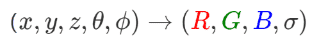 (x, y, z, θ, ϕ) → (R, G, B, σ)